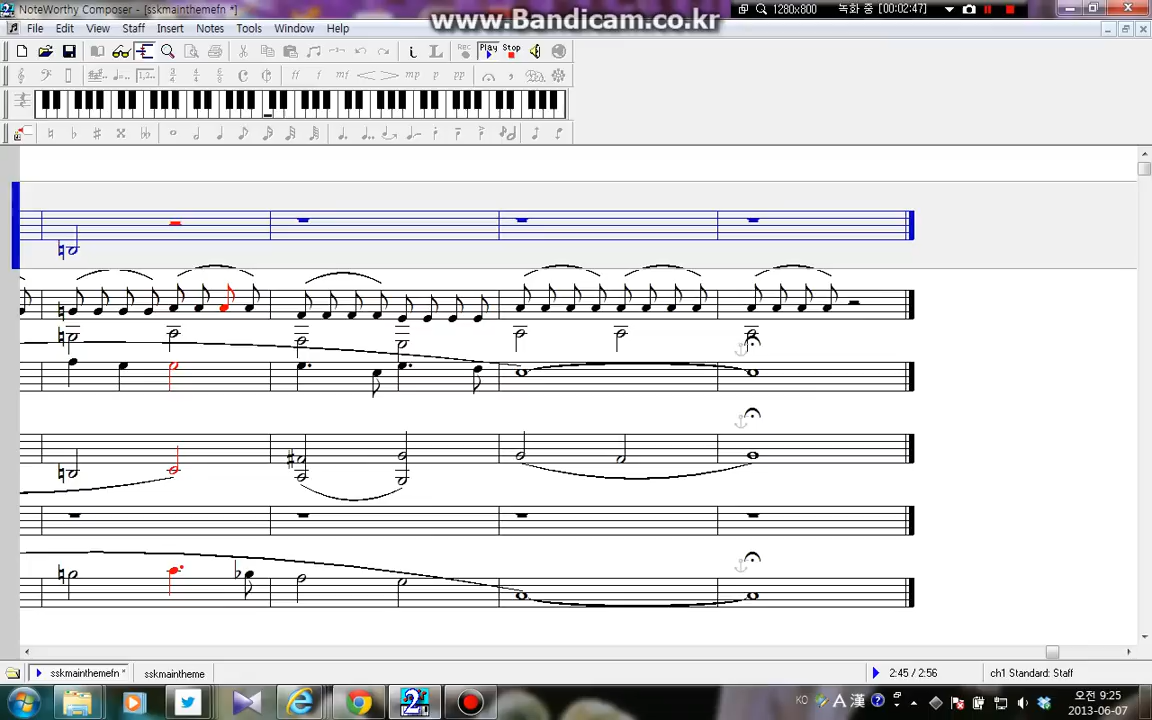 NoteWorthy Composer - [sskmainthemefn *]
www.Bandicam.co.kr
1280x800
녹화 중 [00:02:47]
File Edit View Staff Insert Notes Tools Window Help
Rec Play Stop
sskmainthemefn *
sskmaintheme
2:45 / 2:56
ch1 Standard: Staff
KO
A 漢
오전 9:25
2013-06-07